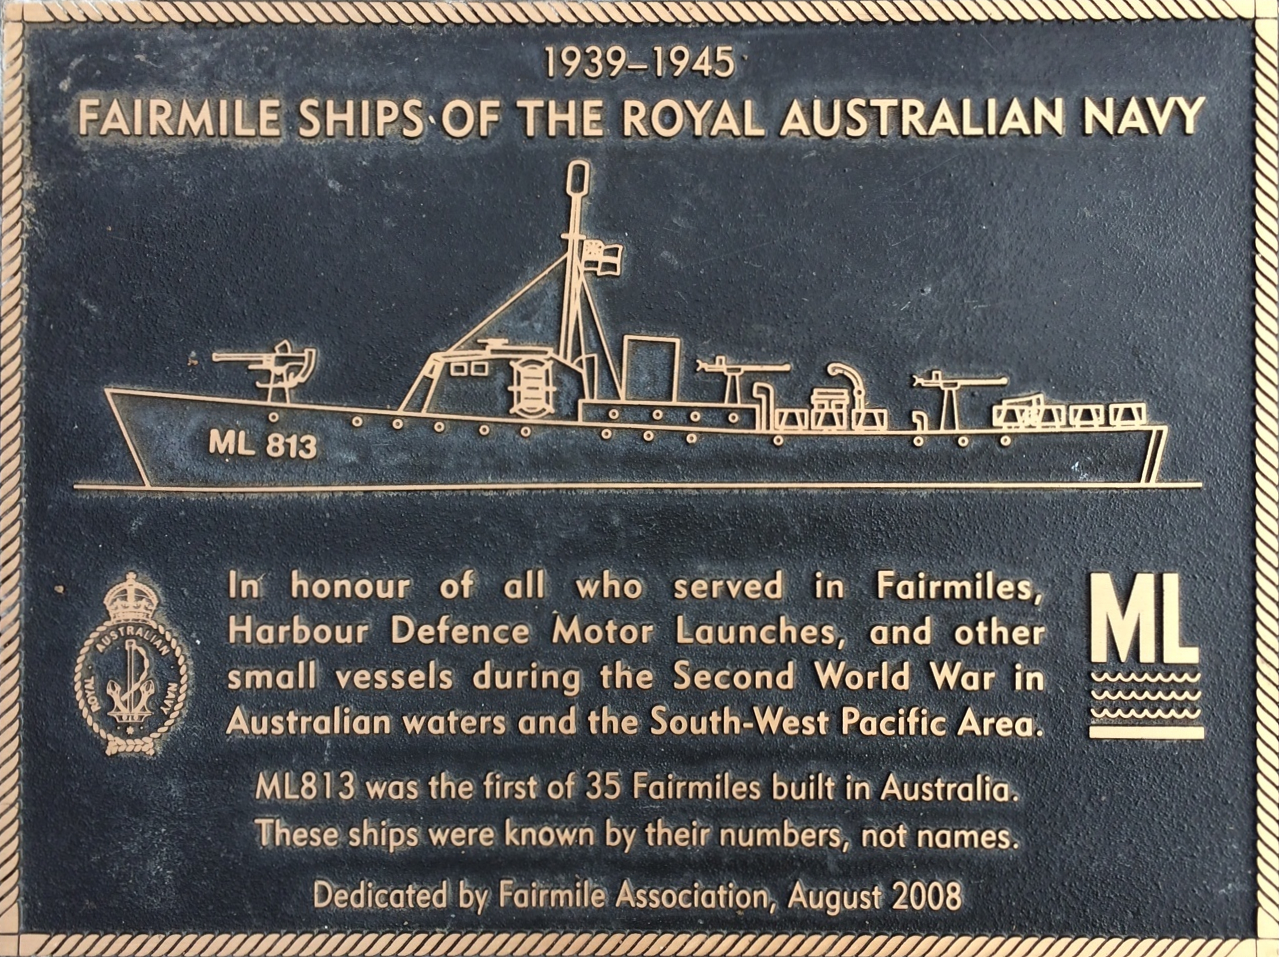 1939–1945
FAIRMILE SHIPS OF THE ROYAL AUSTRALIAN NAVY
ML 813
In honour of all who served in Fairmiles,
Harbour Defence Motor Launches, and other
small vessels during the Second World War in
Australian waters and the South-West Pacific Area.
ROYAL AUSTRALIAN NAVY
ML
ML813 was the first of 35 Fairmiles built in Australia.
These ships were known by their numbers, not names.
Dedicated by Fairmile Association, August 2008